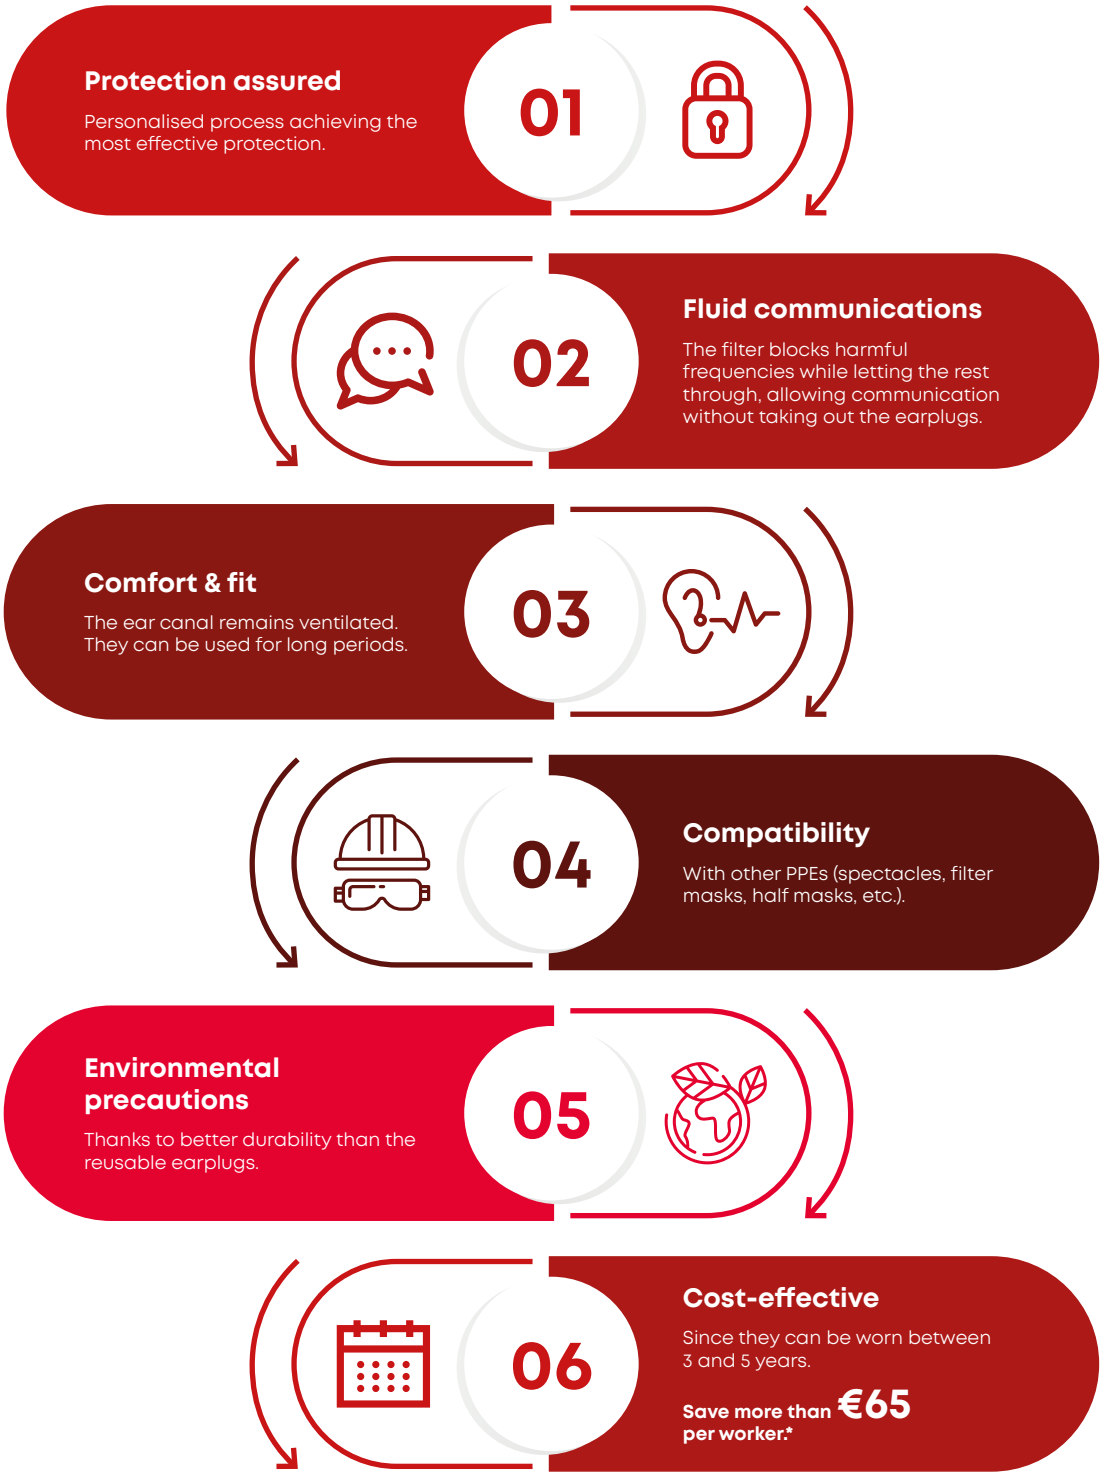 Protection assured
Personalised process achieving the
most effective protection.
01
02
Fluid communications
The filter blocks harmful
frequencies while letting the rest
through, allowing communication
without taking out the earplugs.
Comfort & fit
The ear canal remains ventilated.
They can be used for long periods.
03
04
Compatibility
With other PPEs (spectacles, filter
masks, half masks, etc.).
Environmental
precautions
Thanks to better durability than the
reusable earplugs.
05
06
Cost-effective
Since they can be worn between
3 and 5 years.
Save more than €65
per worker.*